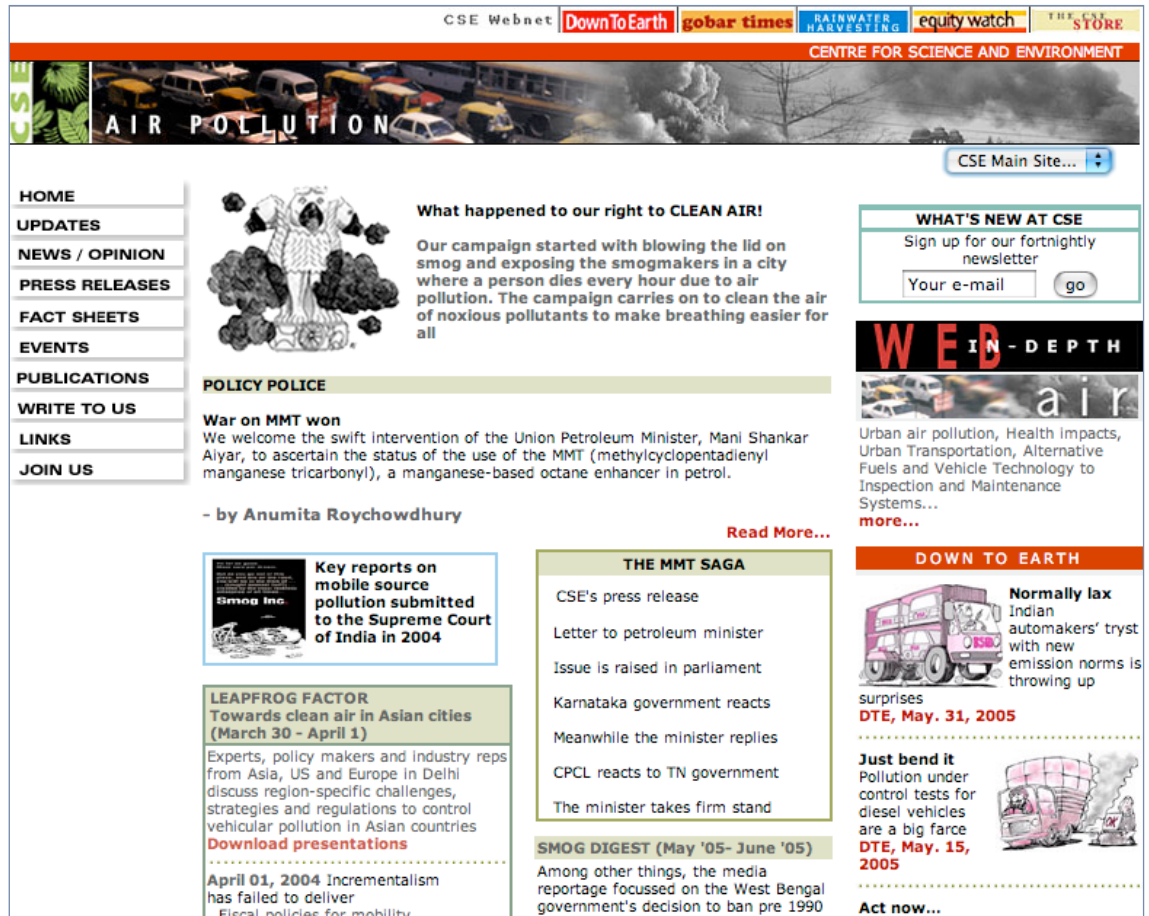 CSE Webnet
DownToEarth
gobar times
RAINWATER
HARVESTING
equity watch
THE CSE
STORE
CENTRE FOR SCIENCE AND ENVIRONMENT
CSE
AIR POLLUTION
CSE Main Site...
HOME
UPDATES
NEWS / OPINION
PRESS RELEASES
FACT SHEETS
EVENTS
PUBLICATIONS
WRITE TO US
LINKS
JOIN US
What happened to our right to CLEAN AIR!
Our campaign started with blowing the lid on
smog and exposing the smogmakers in a city
where a person dies every hour due to air
pollution. The campaign carries on to clean the air
of noxious pollutants to make breathing easier for
all
POLICY POLICE
War on MMT won
We welcome the swift intervention of the Union Petroleum Minister, Mani Shankar
Aiyar, to ascertain the status of the use of the MMT (methylcyclopentadienyl
manganese tricarbonyl), a manganese-based octane enhancer in petrol.
- by Anumita Roychowdhury
Read More...
Smog Inc.
Key reports on
mobile source
pollution submitted
to the Supreme Court
of India in 2004
LEAPFROG FACTOR
Towards clean air in Asian cities
(March 30 - April 1)
Experts, policy makers and industry reps
from Asia, US and Europe in Delhi
discuss region-specific challenges,
strategies and regulations to control
vehicular pollution in Asian countries
Download presentations
April 01, 2004 Incrementalism
has failed to deliver
Fiscal policies for mobility
THE MMT SAGA
CSE's press release
Letter to petroleum minister
Issue is raised in parliament
Karnataka government reacts
Meanwhile the minister replies
CPCL reacts to TN government
The minister takes firm stand
SMOG DIGEST (May '05- June '05)
Among other things, the media
reportage focussed on the West Bengal
government's decision to ban pre 1990
WHAT'S NEW AT CSE
Sign up for our fortnightly
newsletter
Your e-mail
go
WEB IN-DEPTH
air
Urban air pollution, Health impacts,
Urban Transportation, Alternative
Fuels and Vehicle Technology to
Inspection and Maintenance
Systems...
more...
DOWN TO EARTH
Normally lax
Indian
automakers' tryst
with new
emission norms is
throwing up
surprises
DTE, May. 31, 2005
Just bend it
Pollution under
control tests for
diesel vehicles
are a big farce
DTE, May. 15,
2005
OK
Act now...